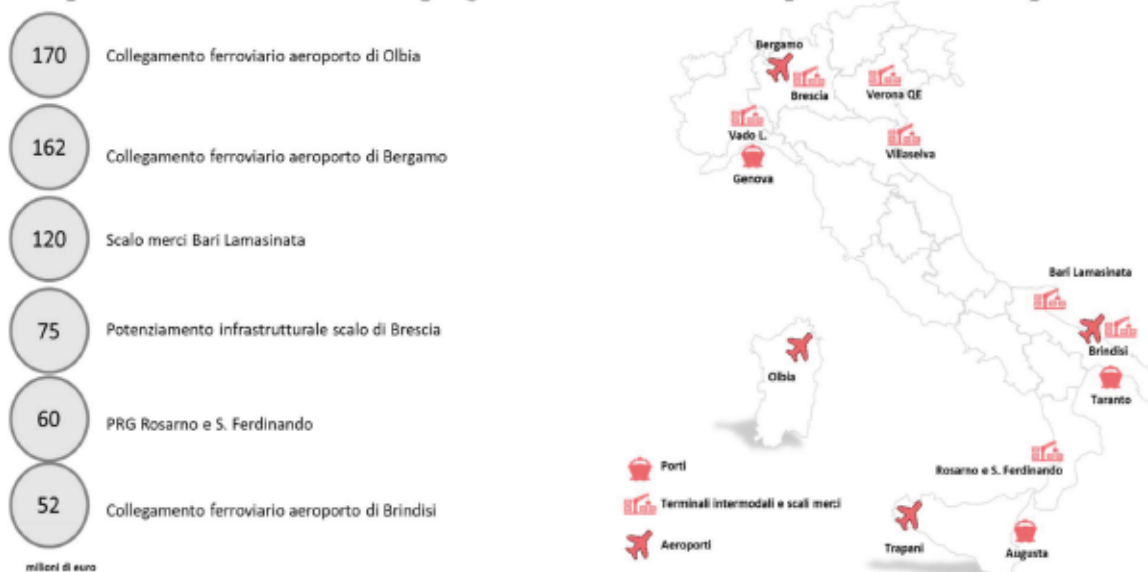 170
Collegamento ferroviario aeroporto di Olbia
162
Collegamento ferroviario aeroporto di Bergamo
120
Scalo merci Bari Lamasinata
75
Potenziamento infrastrutturale scalo di Brescia
60
PRG Rosarno e S. Ferdinando
52
Collegamento ferroviario aeroporto di Brindisi
milioni di euro
Bergamo
Brescia
Verona QE
Vado L.
Villaselva
Genova
Bari Lamasinata
Brindisi
Olbia
Taranto
Rosarno e S. Ferdinando
Porti
Terminali intermodali e scali merci
Aeroporti
Trapani
Augusta